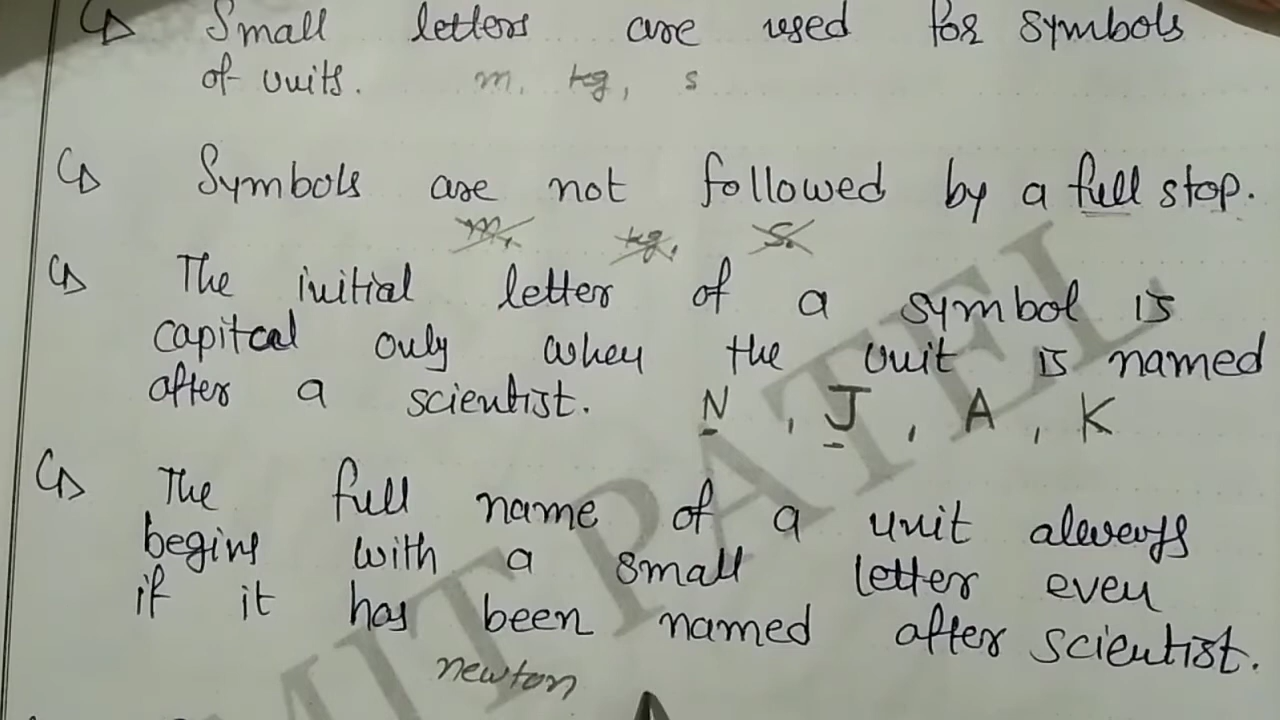 Small letters are used for symbols
of units. m, kg, s
Symbols are not followed by a full stop.
m. kg. s.
The initial letter of a symbol is
capital only when the unit is named
after a scientist. N, J, A, K
The full name of a unit always
begins with a small letter even
if it has been named after scientist.
newton
MIT PATEL